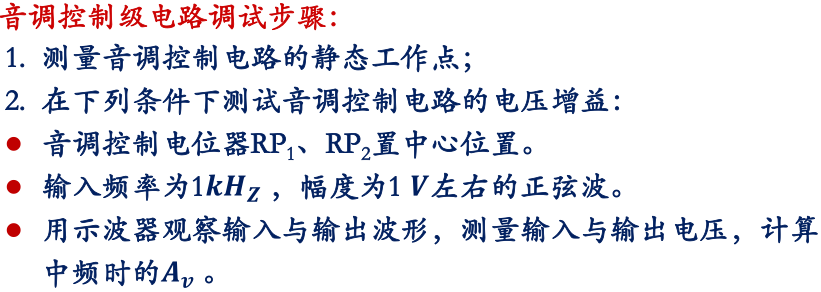 音调控制级电路调试步骤：
1. 测量音调控制电路的静态工作点；
2. 在下列条件下测试音调控制电路的电压增益：
● 音调控制电位器RP₁、RP₂置中心位置。
● 输入频率为1kH_Z，幅度为1 V左右的正弦波。
● 用示波器观察输入与输出波形，测量输入与输出电压，计算
中频时的A_v。